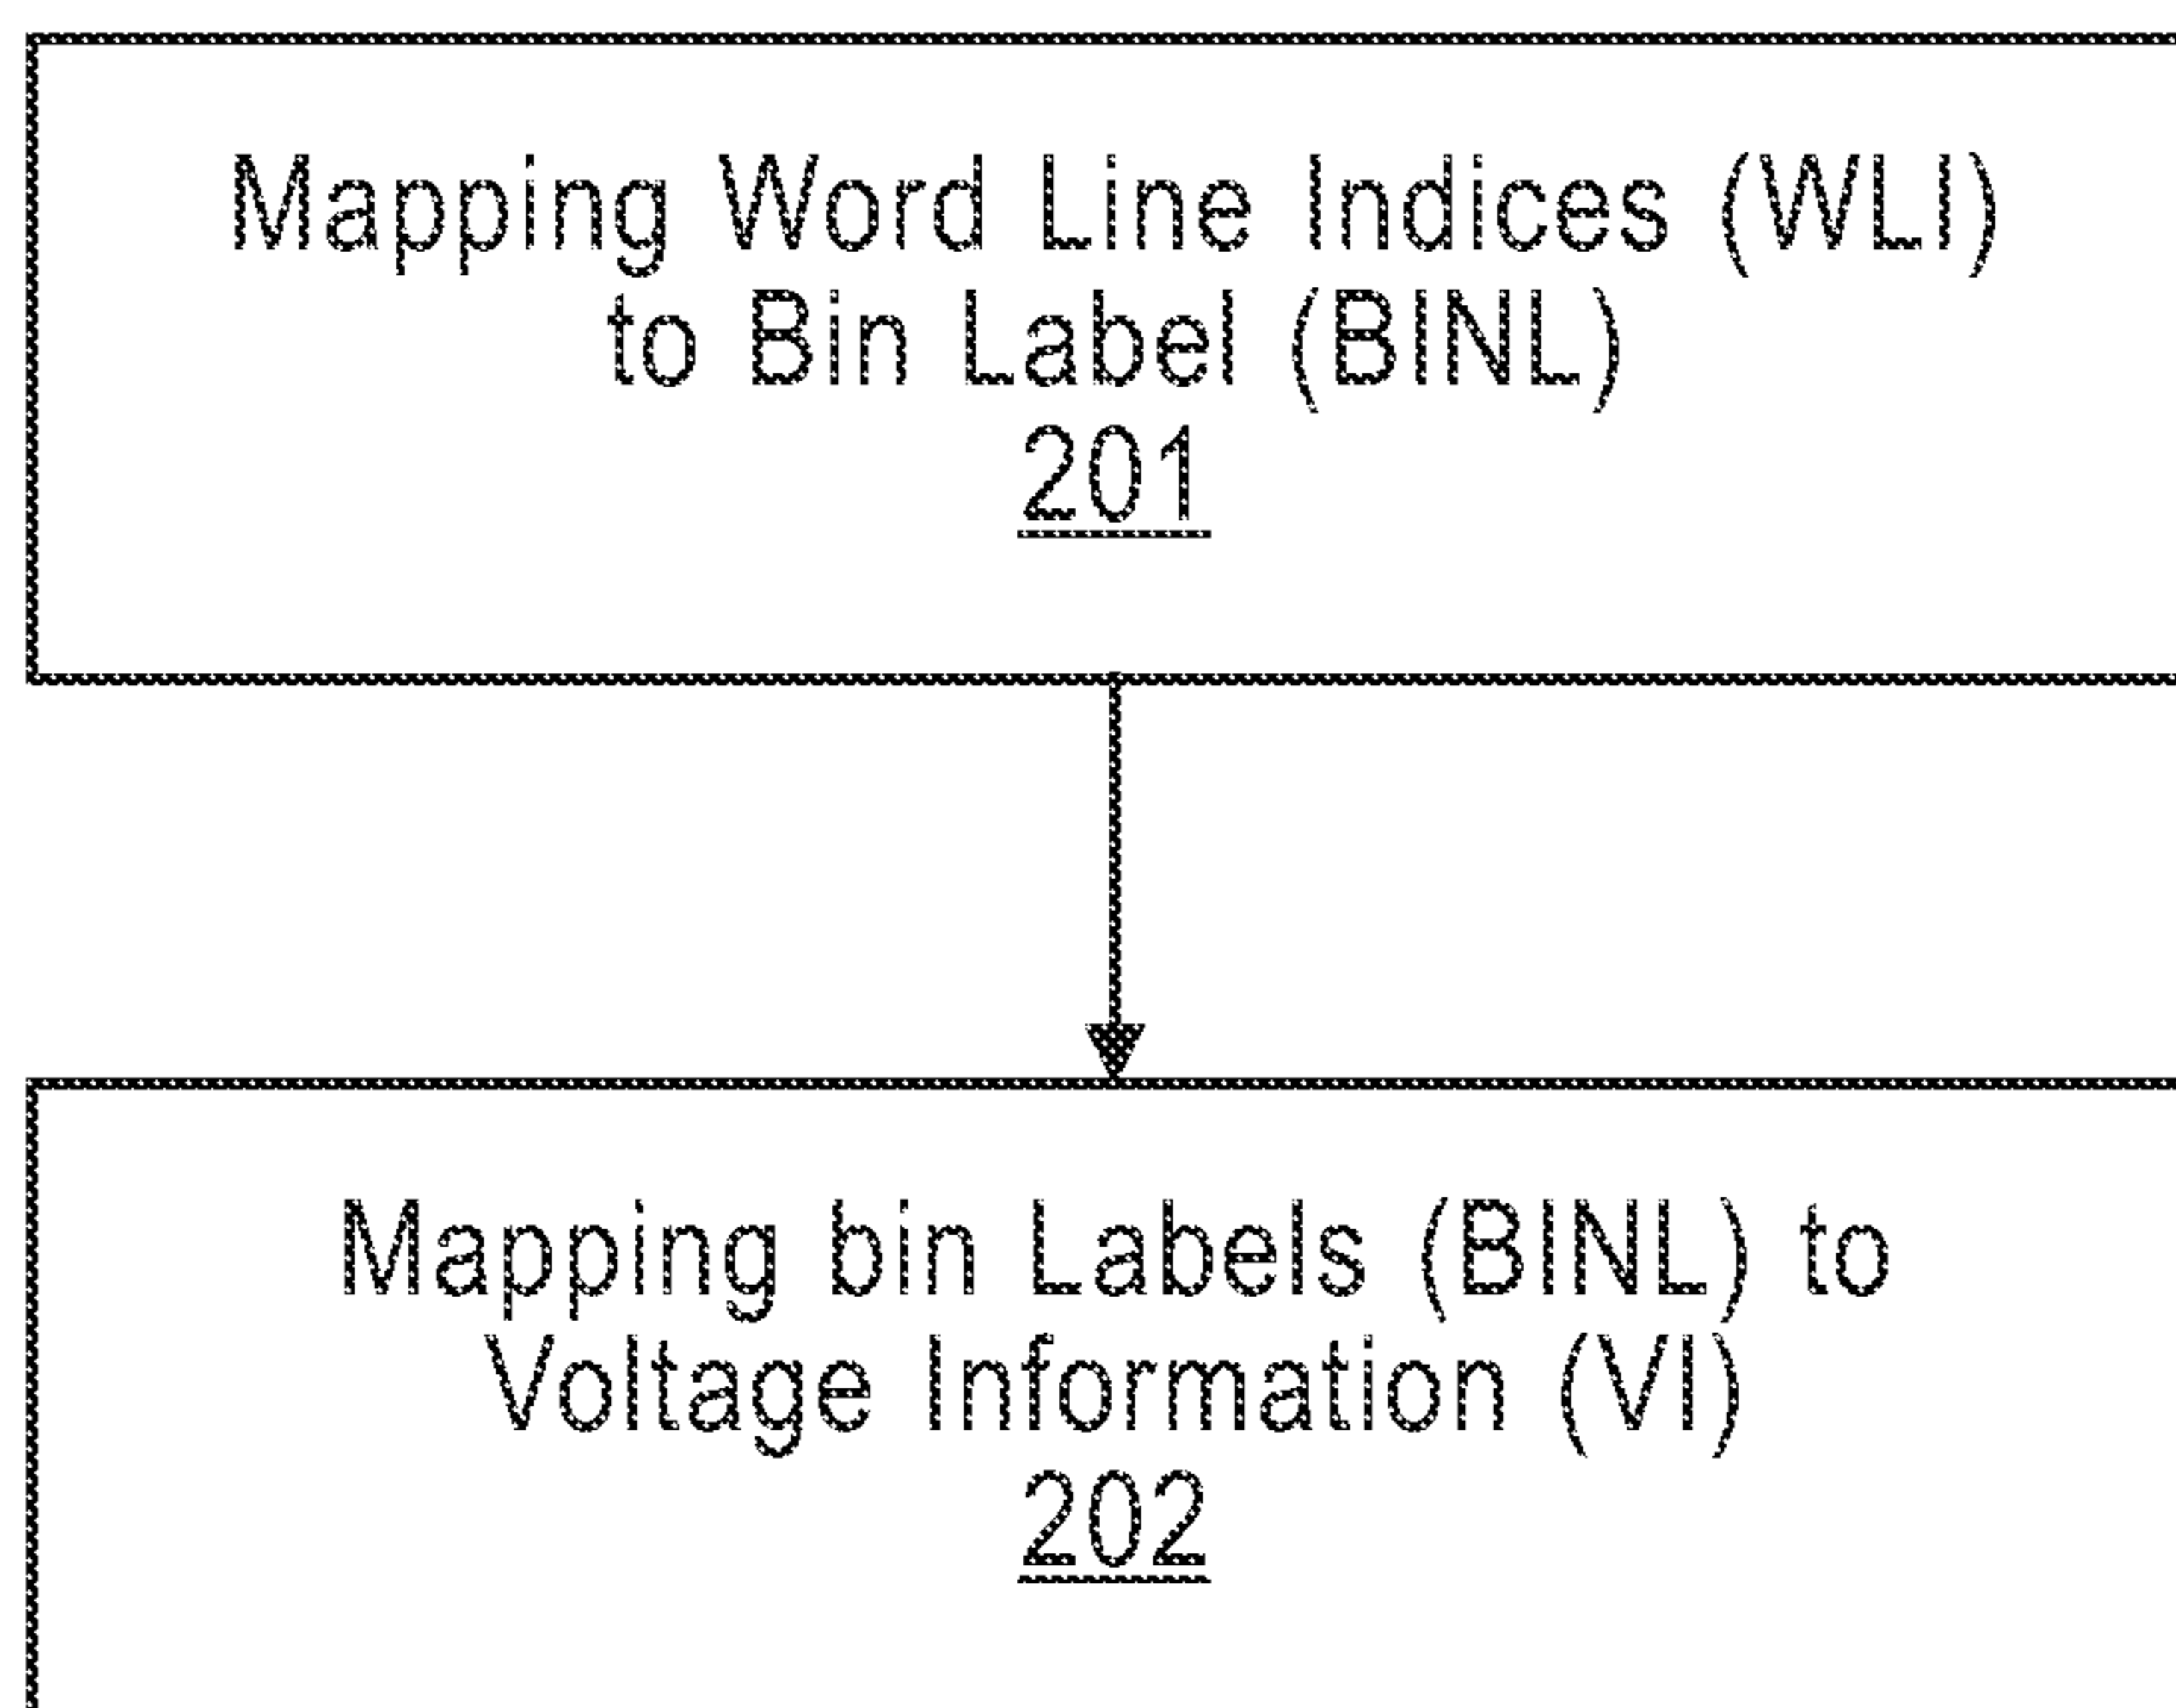 Mapping Word Line Indices (WLI)
to Bin Label (BINL)
201
Mapping bin Labels (BINL) to
Voltage Information (VI)
202